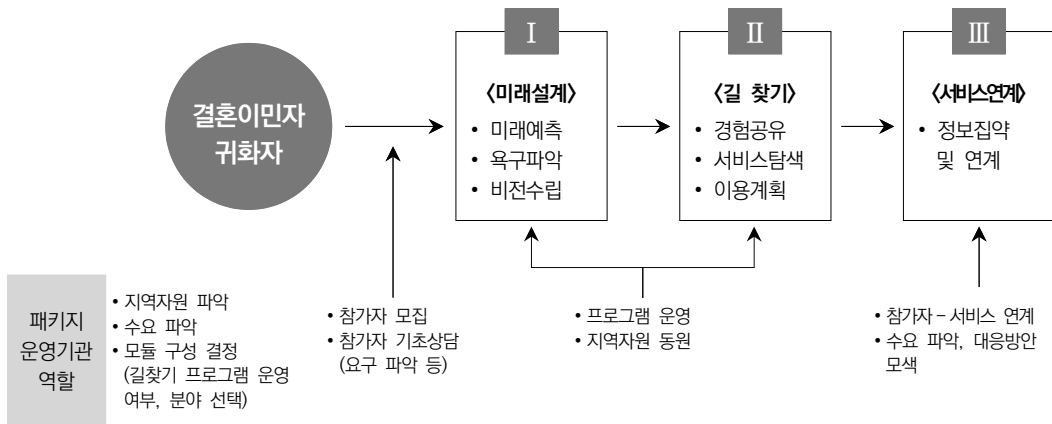 Ⅰ
Ⅱ
Ⅲ
결혼이민자
귀화자
〈미래설계〉
• 미래예측
• 욕구파악
• 비전수립
〈길 찾기〉
• 경험공유
• 서비스탐색
• 이용계획
〈서비스연계〉
• 정보집약
및 연계
패키지
운영기관
역할
• 지역자원 파악
• 수요 파악
• 모듈 구성 결정
(길찾기 프로그램 운영
여부, 분야 선택)
• 참가자 모집
• 참가자 기초상담
(요구 파악 등)
• 프로그램 운영
• 지역자원 동원
• 참가자–서비스 연계
• 수요 파악, 대응방안
모색